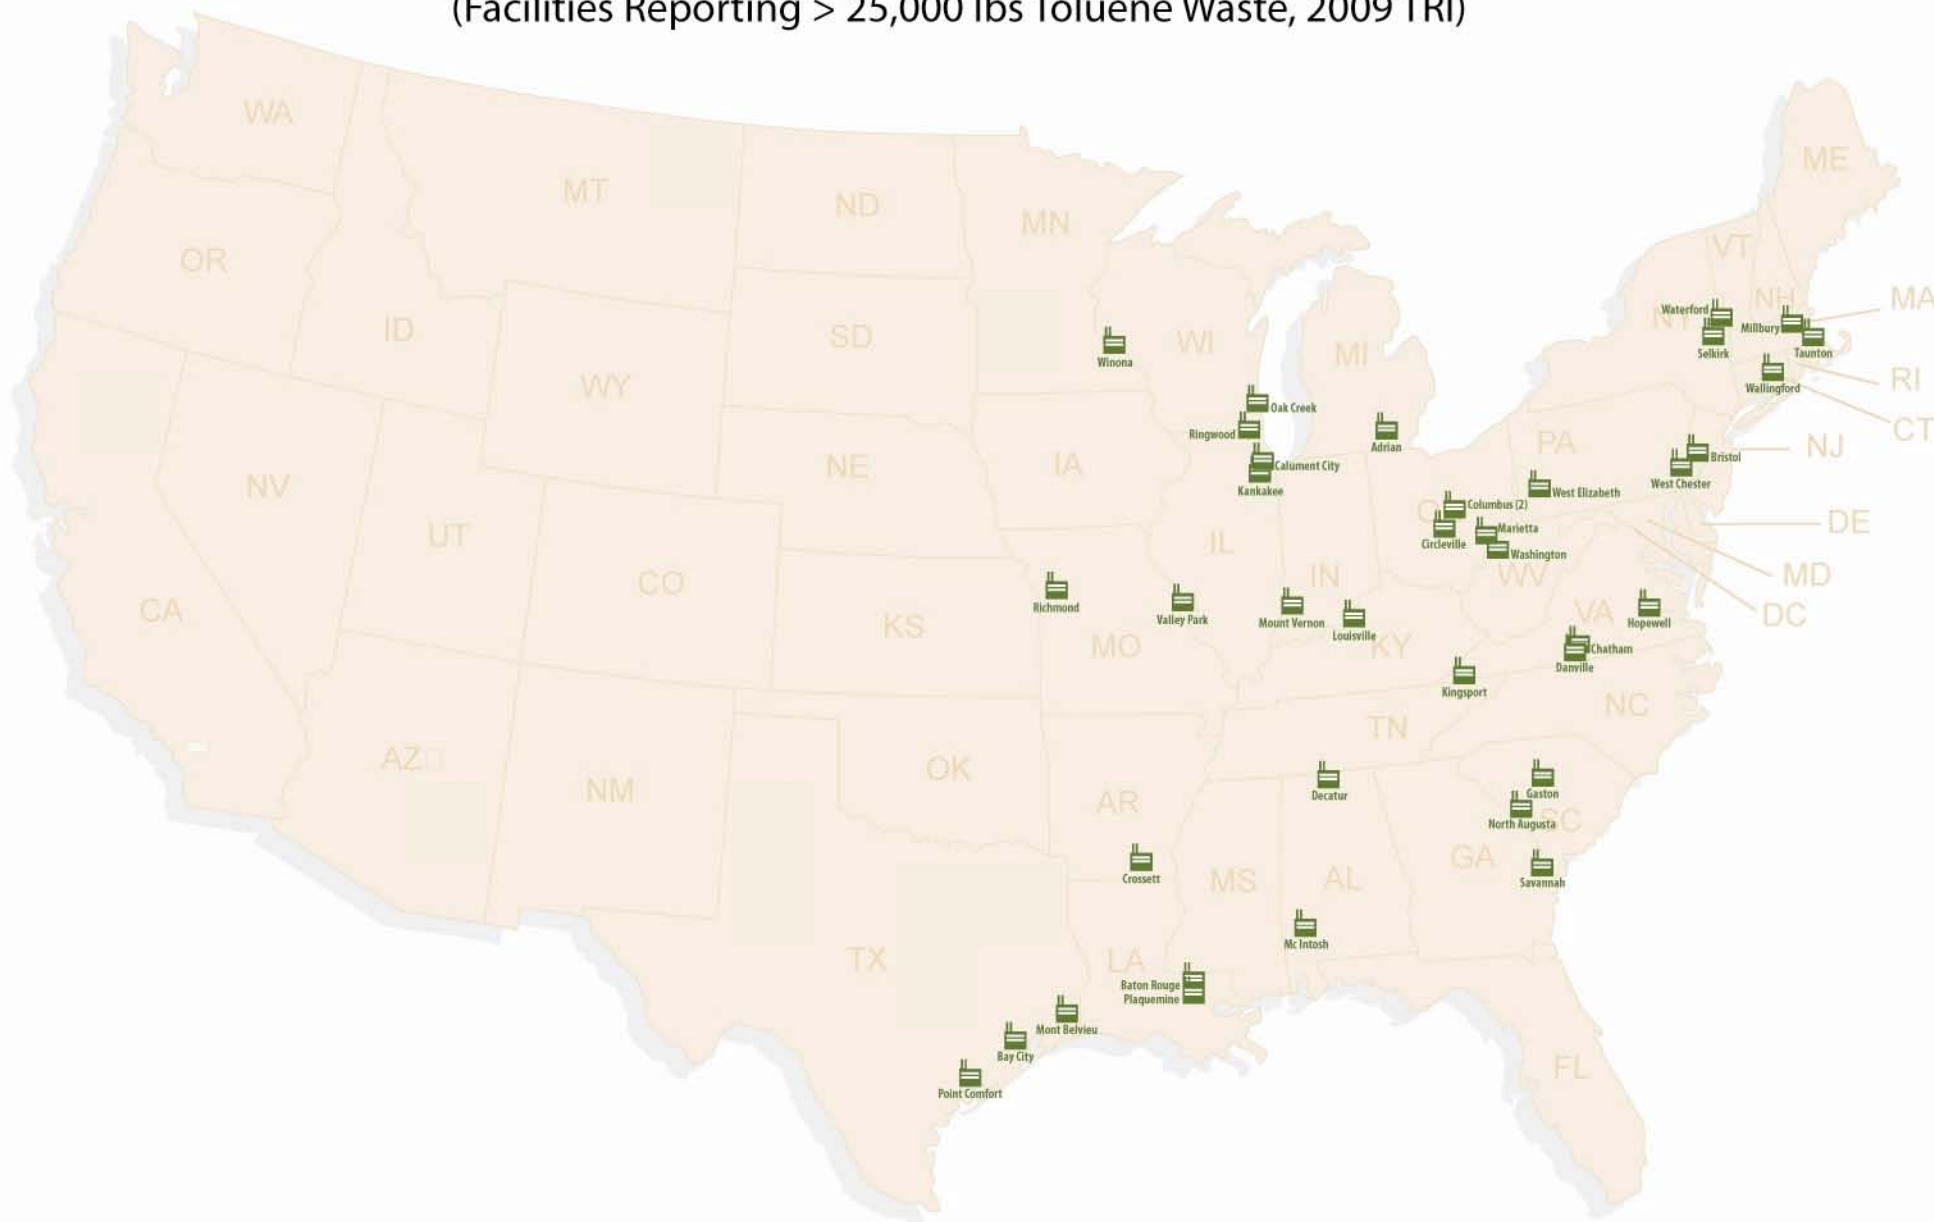 (Facilities Reporting > 25,000 lbs Toluene Waste, 2009 TRI)
WA
MT
ND
MN
ME
OR
ID
SD
WI
MI
VT
NH
MA
Waterford
NY
Millbury
Selkirk
Taunton
Winona
WY
RI
Wallingford
CT
Oak Creek
Ringwood
Adrian
NE
IA
PA
NJ
Calument City
Bristol
Kankakee
West Chester
NV
West Elizabeth
UT
IL
Columbus (2)
Marietta
Circleville
Washington
DE
CO
IN
WV
MD
DC
CA
KS
Richmond
Valley Park
Mount Vernon
Louisville
VA
Hopewell
MO
KY
Chatham
Danville
Kingsport
NC
TN
AZ
NM
OK
AR
Decatur
Gaston
North Augusta
SC
Crossett
MS
AL
GA
Savannah
Mc Intosh
TX
LA
Baton Rouge
Plaquemine
Mont Belvieu
Bay City
Point Comfort
FL